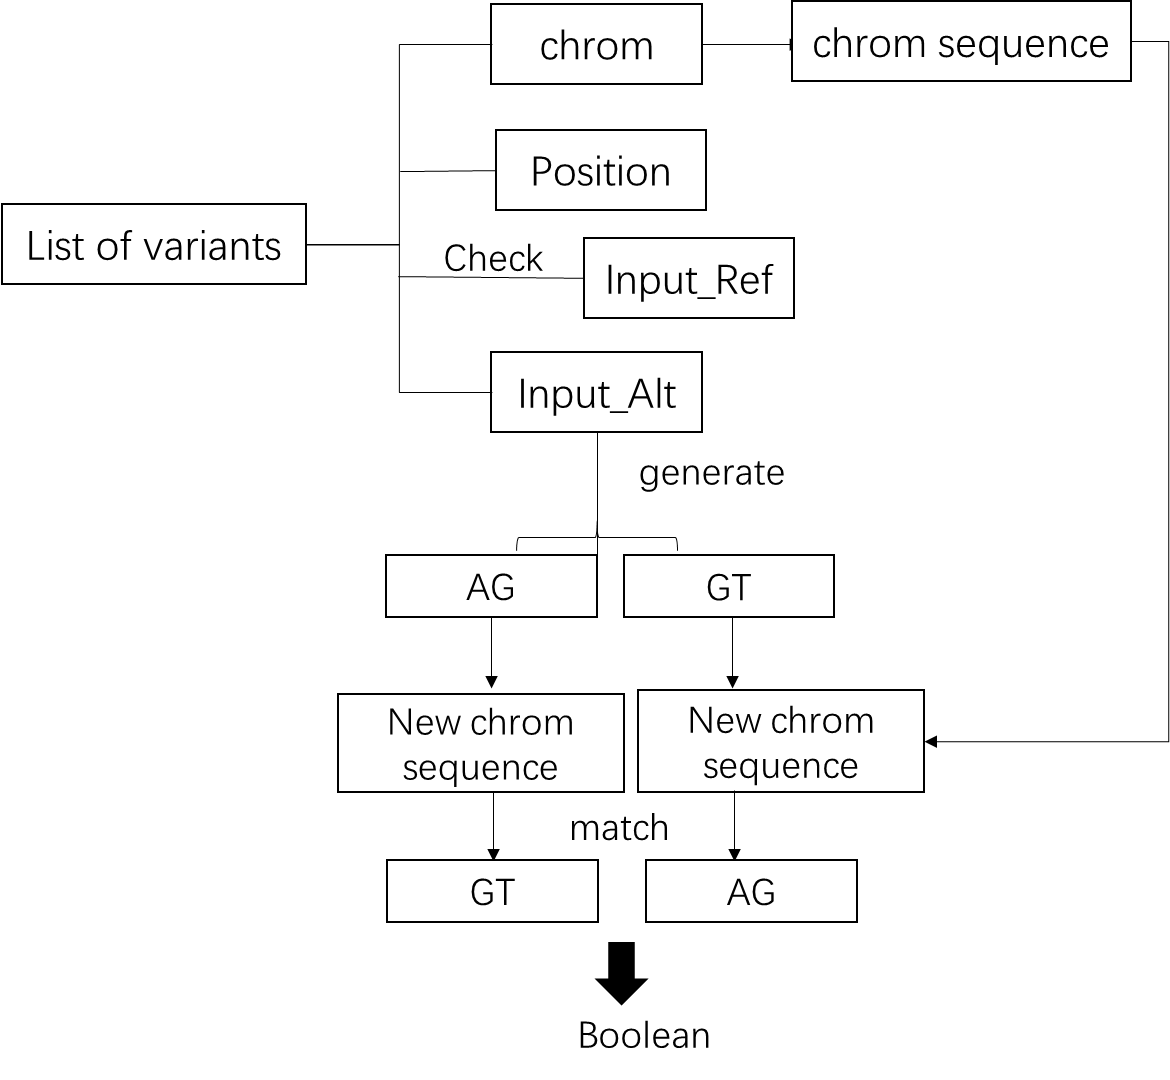 chrom
chrom sequence
Position
List of variants
Check
Input_Ref
Input_Alt
generate
AG
GT
New chrom
sequence
New chrom
sequence
match
GT
AG
Boolean